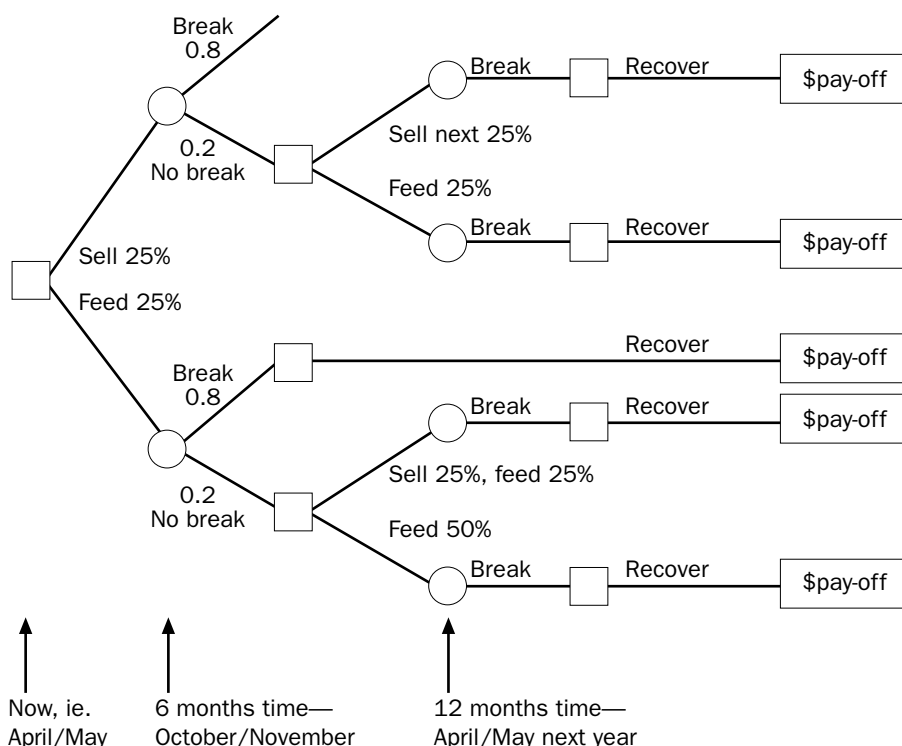 Break
0.8
Break
Recover
$pay-off
Sell next 25%
0.2
No break
Feed 25%
Break
Recover
$pay-off
Sell 25%
Feed 25%
Recover
$pay-off
Break
0.8
Break
Recover
$pay-off
Sell 25%, feed 25%
0.2
No break
Feed 50%
Break
Recover
$pay-off
Now, ie.
April/May
6 months time—
October/November
12 months time—
April/May next year